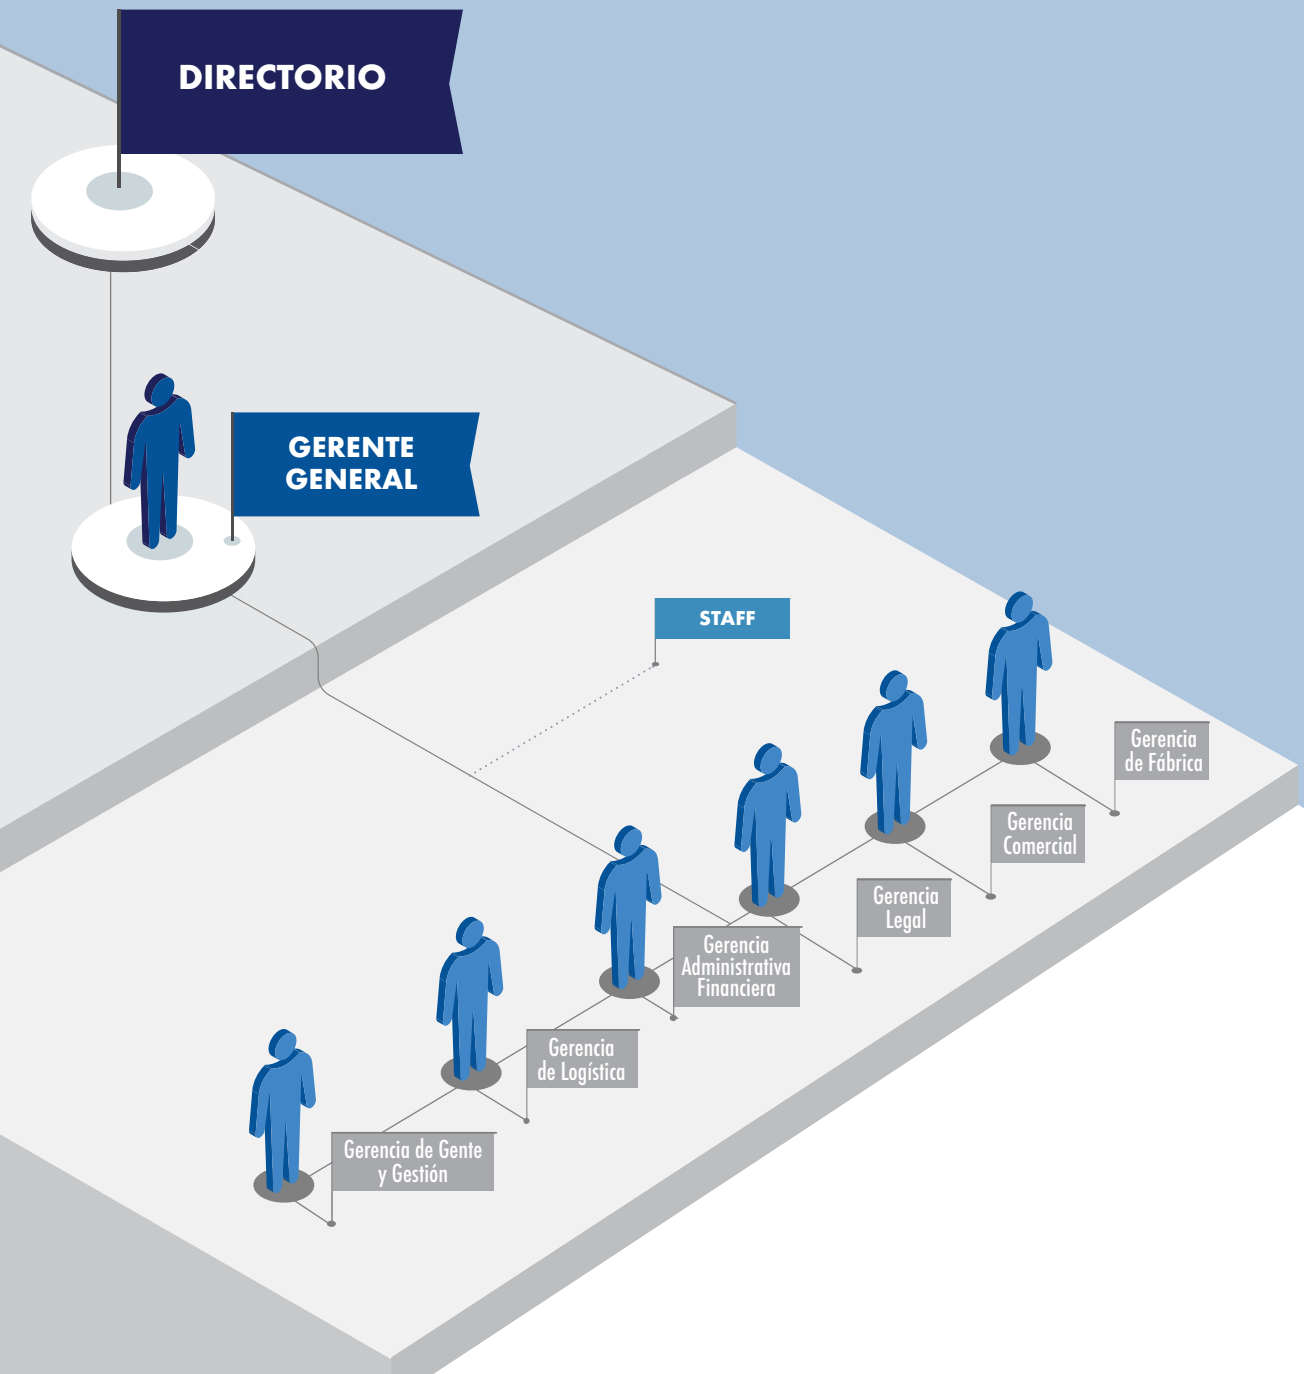 DIRECTORIO
GERENTE
GENERAL
STAFF
Gerencia
de Fábrica
Gerencia
Comercial
Gerencia
Legal
Gerencia
Administrativa
Financiera
Gerencia
de Logística
Gerencia de Gente
y Gestión